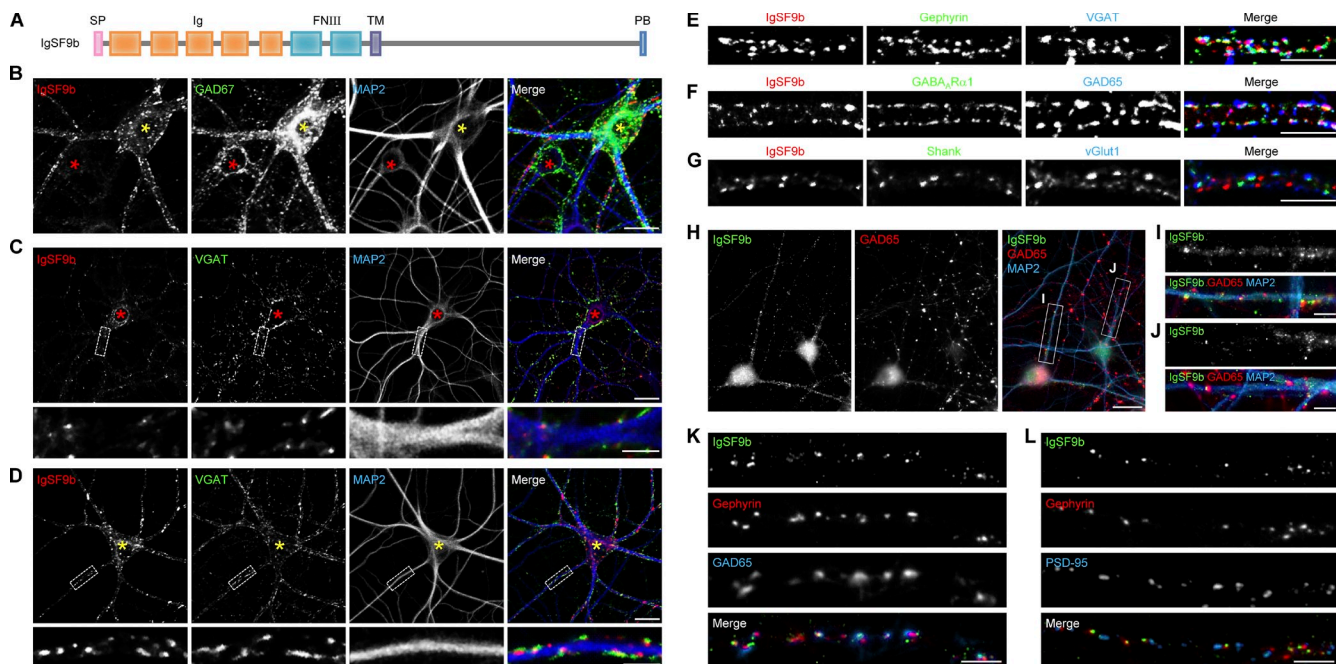 A
SP Ig FNIII TM PB
IgSF9b
B
IgSF9b GAD67 MAP2 Merge
C
IgSF9b VGAT MAP2
D
IgSF9b VGAT MAP2 Merge
E
IgSF9b Gephyrin VGAT Merge
F
IgSF9b GABAARα1 GAD65 Merge
G
IgSF9b Shank vGlut1 Merge
H
IgSF9b GAD65 IgSF9b
GAD65
MAP2
I
J
I
IgSF9b
IgSF9b GAD65 MAP2
J
IgSF9b
IgSF9b GAD65 MAP2
K
IgSF9b
Gephyrin
GAD65
Merge
L
IgSF9b
Gephyrin
PSD-95
Merge